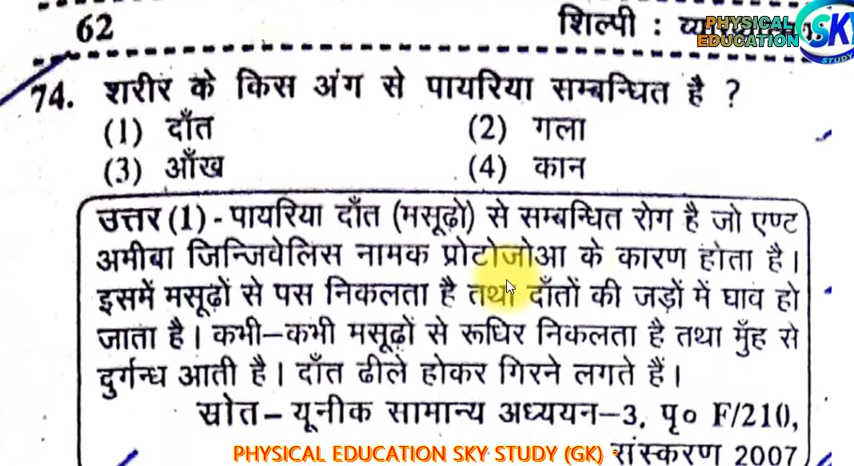 62
शिल्पी :
PHYSICAL
EDUCATION
SKY
STUDY
74. शरीर के किस अंग से पायरिया सम्बन्धित है ?
(1) दाँत (2) गला
(3) आँख (4) कान
उत्तर (1) - पायरिया दाँत (मसूढ़ो) से सम्बन्धित रोग है जो एण्ट
अमीबा जिन्जिवेलिस नामक प्रोटोजोआ के कारण होता है।
इसमें मसूढ़ों से पस निकलता है तथा दाँतों की जड़ों में घाव हो
जाता है। कभी–कभी मसूढ़ों से रूधिर निकलता है तथा मुँह से
दुर्गन्ध आती है। दाँत ढीले होकर गिरने लगते हैं।
स्रोत– यूनीक सामान्य अध्ययन–3, पृ० F/210,
PHYSICAL EDUCATION SKY STUDY (GK) संस्करण 2007